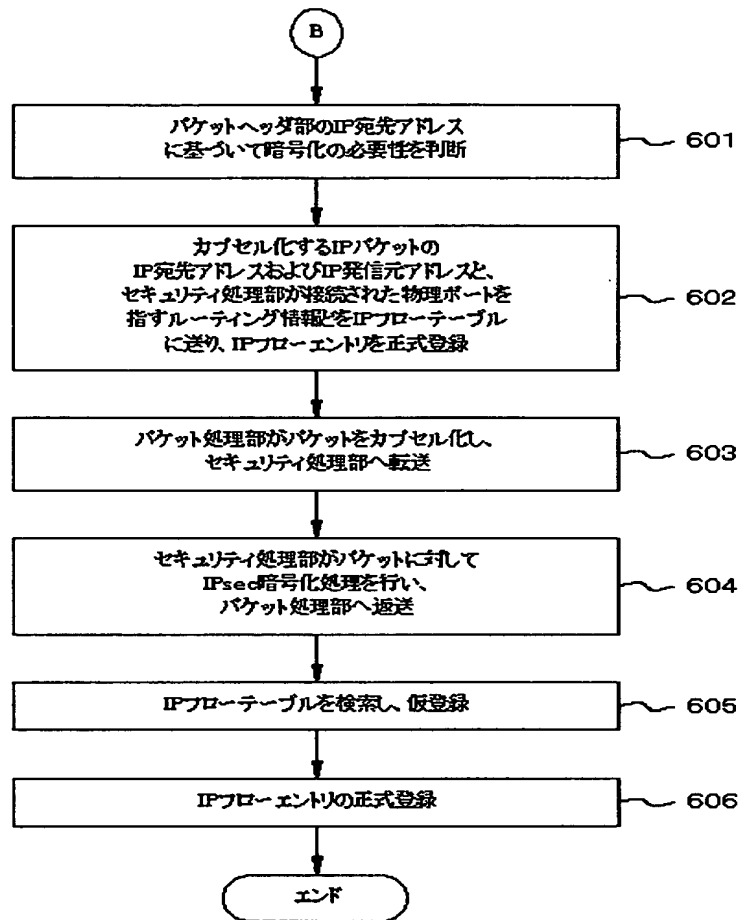 B
パケットヘッダ部のIP宛先アドレス
に基づいて暗号化の必要性を判断
601
カプセル化するIPパケットの
IP宛先アドレスおよびIP発信元アドレスと、
セキュリティ処理部が接続された物理ポートを
指すルーティング情報とをIPフローテーブル
に送り、IPフローエントリを正式登録
602
パケット処理部がパケットをカプセル化し、
セキュリティ処理部へ転送
603
セキュリティ処理部がパケットに対して
IPsec暗号化処理を行い、
パケット処理部へ返送
604
IPフローテーブルを検索し、仮登録
605
IPフローエントリの正式登録
606
エンド